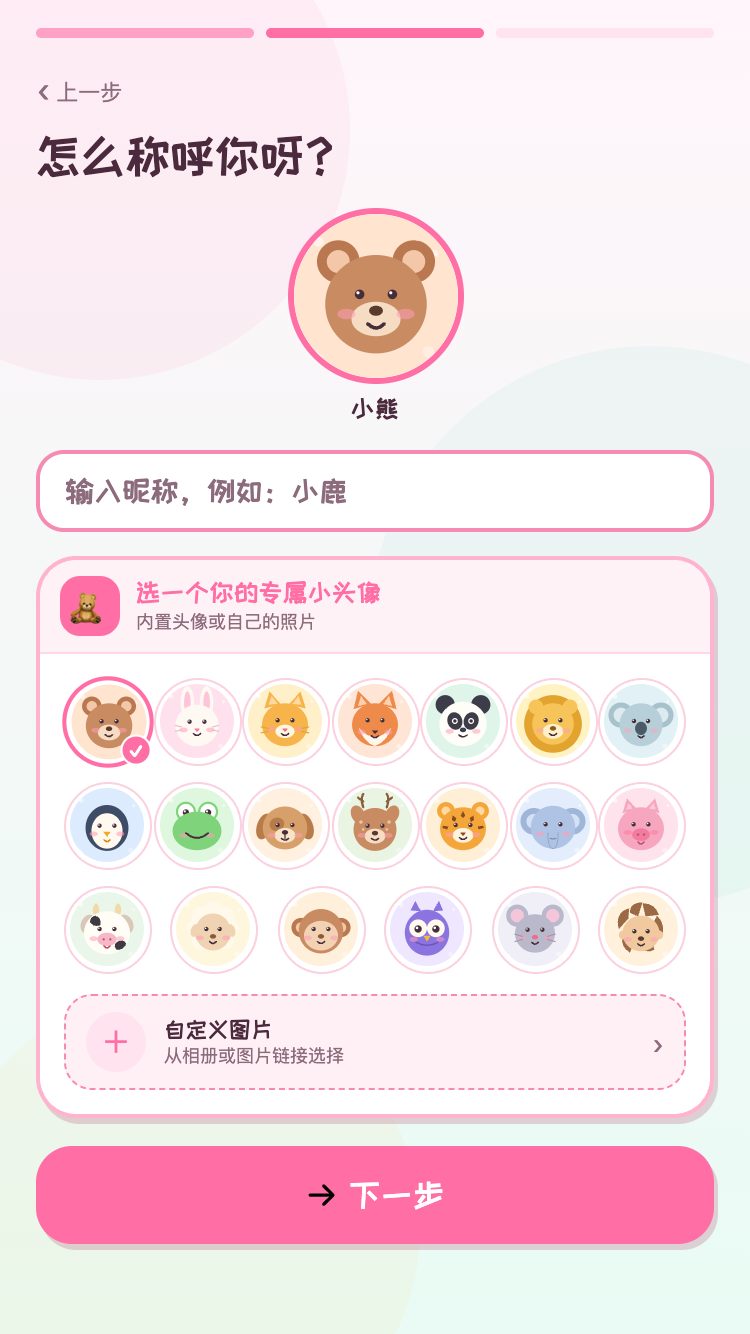 上一步
怎么称呼你呀？
小熊
输入昵称，例如：小鹿
选一个你的专属小头像
内置头像或自己的照片
自定义图片
从相册或图片链接选择
下一步